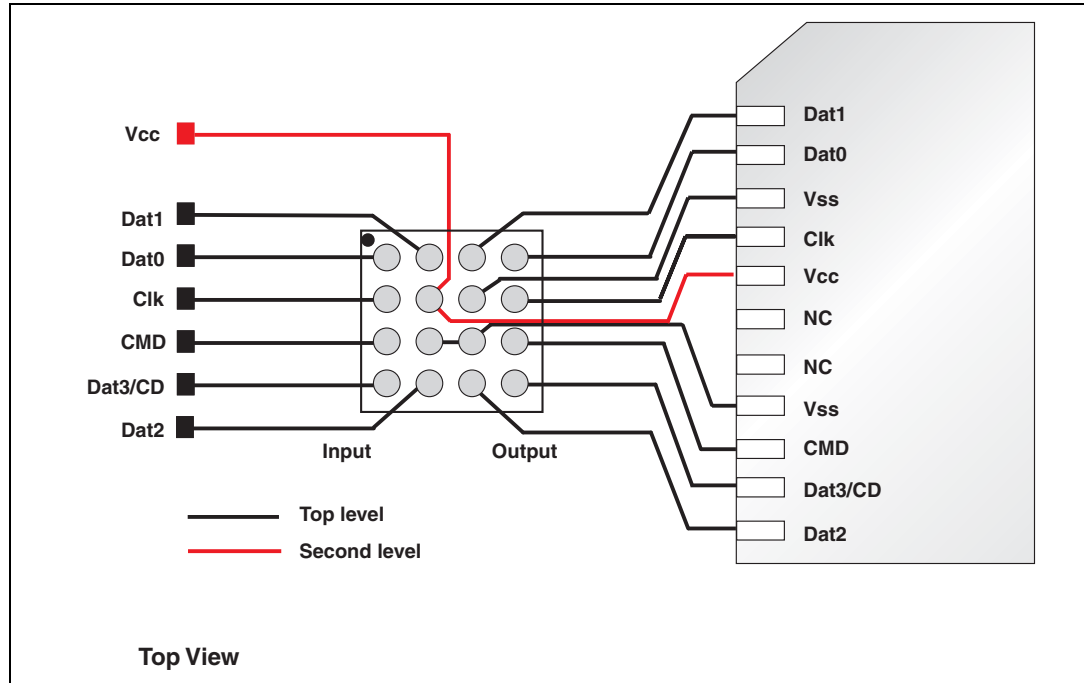 Vcc
Dat1
Dat0
Clk
CMD
Dat3/CD
Dat2
Input
Output
Top level
Second level
Top View
Dat1
Dat0
Vss
Clk
Vcc
NC
NC
Vss
CMD
Dat3/CD
Dat2